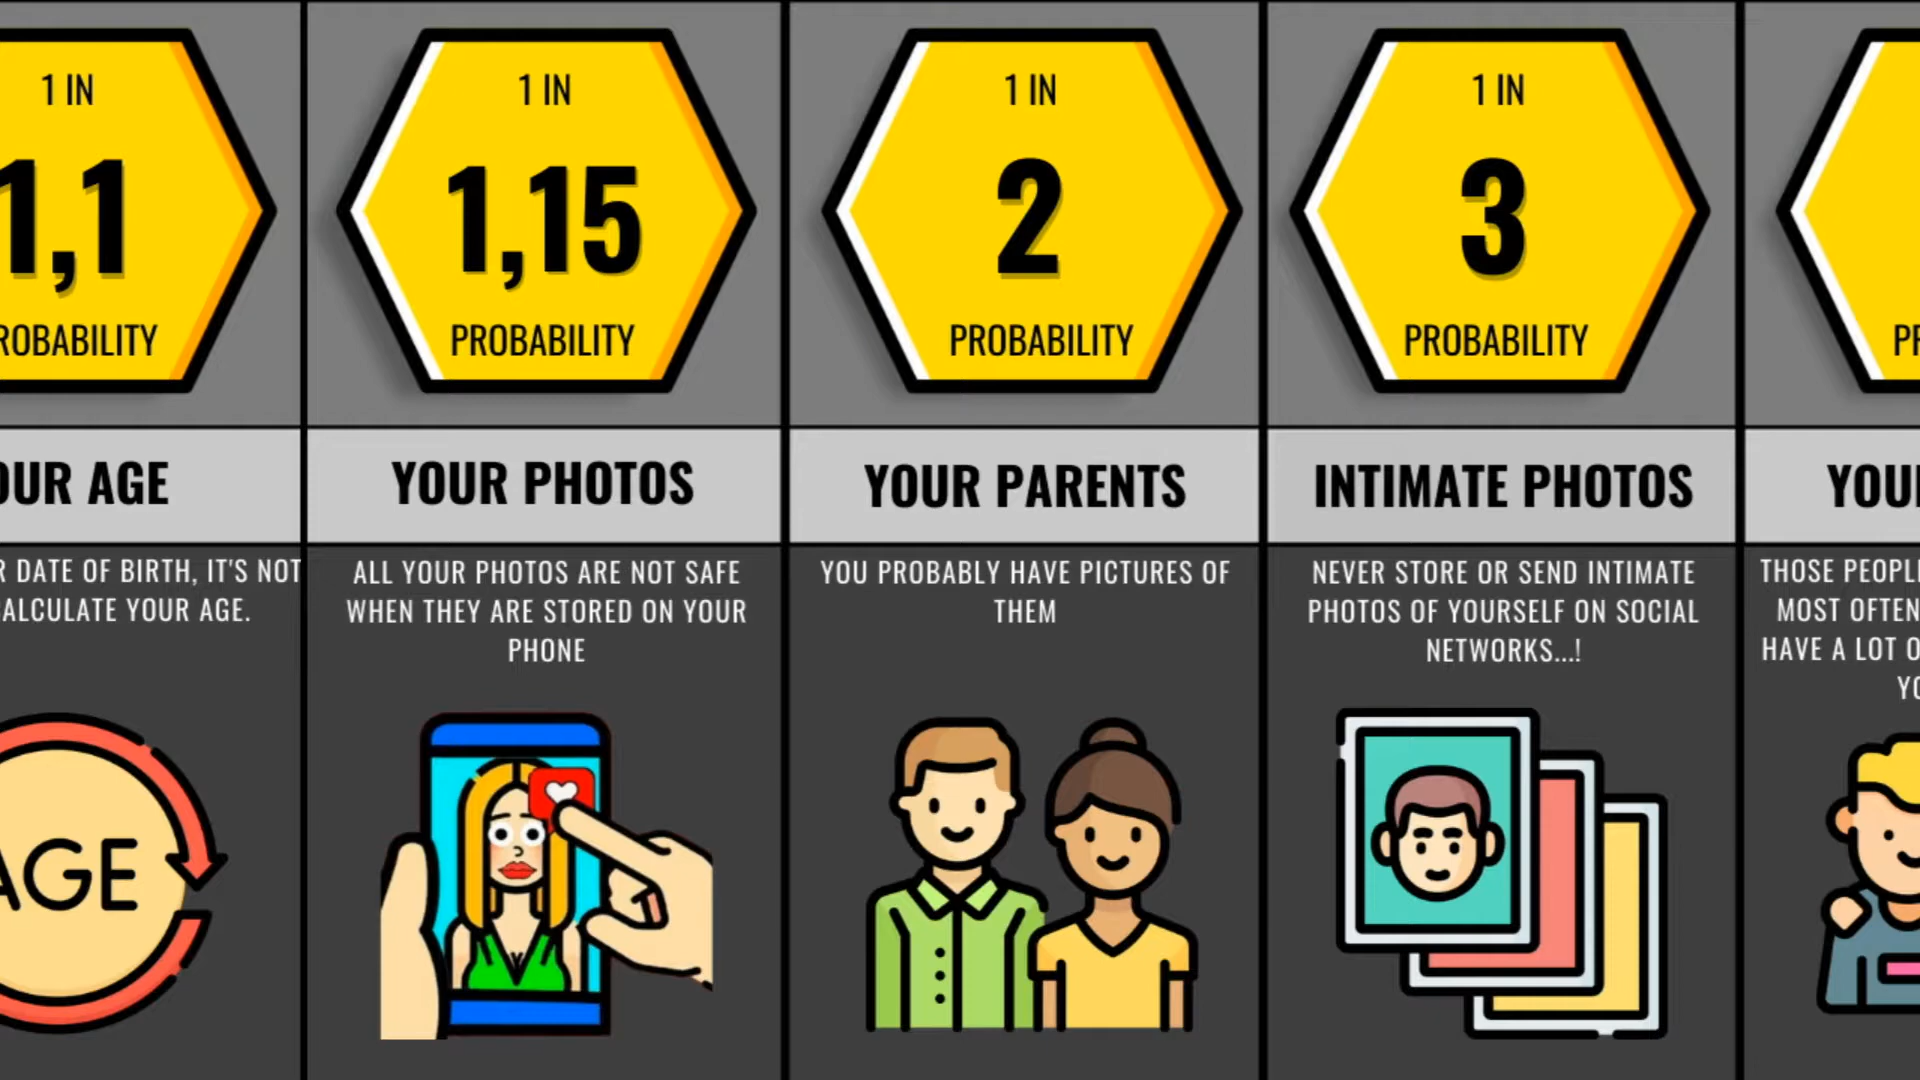 1 IN
1,1
ROBABILITY
OUR AGE
R DATE OF BIRTH, IT'S NOT
ALCULATE YOUR AGE.
AGE
1 IN
1,15
PROBABILITY
YOUR PHOTOS
ALL YOUR PHOTOS ARE NOT SAFE
WHEN THEY ARE STORED ON YOUR
PHONE
1 IN
2
PROBABILITY
YOUR PARENTS
YOU PROBABLY HAVE PICTURES OF
THEM
1 IN
3
PROBABILITY
INTIMATE PHOTOS
NEVER STORE OR SEND INTIMATE
PHOTOS OF YOURSELF ON SOCIAL
NETWORKS...!
PR
YOU
THOSE PEOPL
MOST OFTEN
HAVE A LOT O
YO